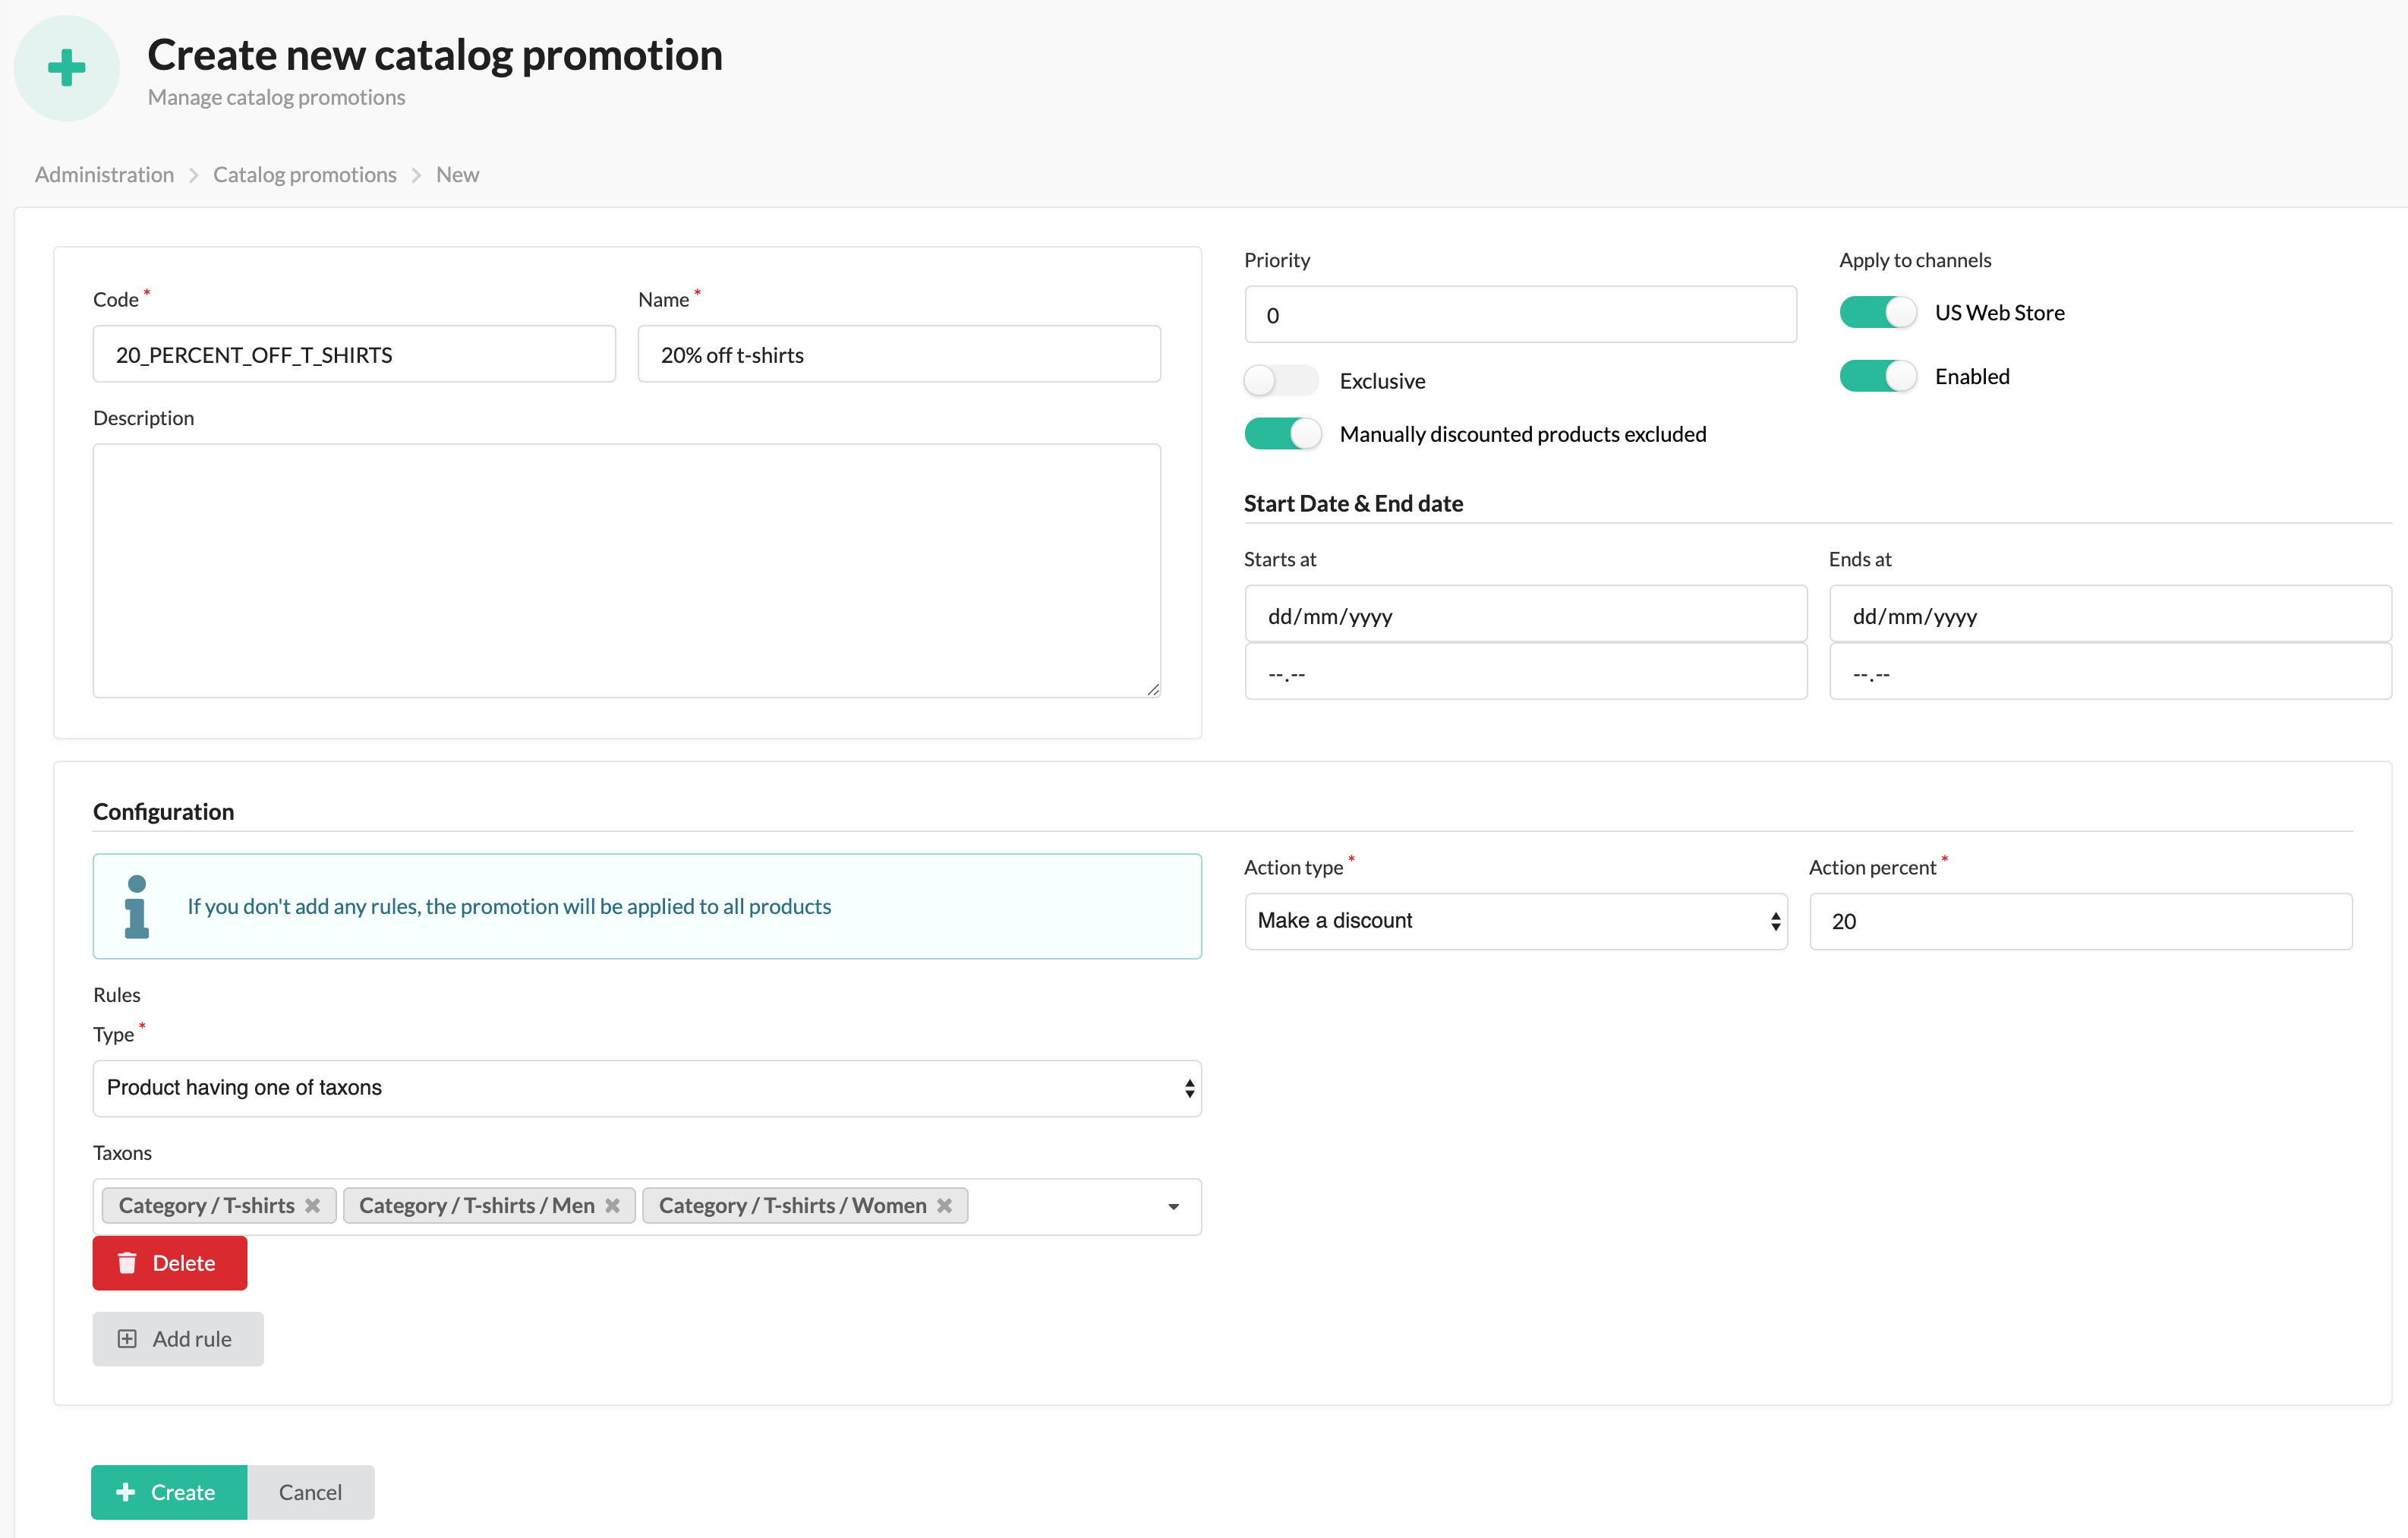 Create new catalog promotion
Manage catalog promotions
Administration > Catalog promotions > New
Code *
Name *
20_PERCENT_OFF_T_SHIRTS
20% off t-shirts
Description
Priority
0
Exclusive
Manually discounted products excluded
Apply to channels
US Web Store
Enabled
Start Date & End date
Starts at
Ends at
dd/mm/yyyy
dd/mm/yyyy
--.--
--.--
Configuration
If you don't add any rules, the promotion will be applied to all products
Rules
Type *
Product having one of taxons
Taxons
Category / T-shirts
Category / T-shirts / Men
Category / T-shirts / Women
Delete
Add rule
Action type *
Action percent *
Make a discount
20
Create
Cancel